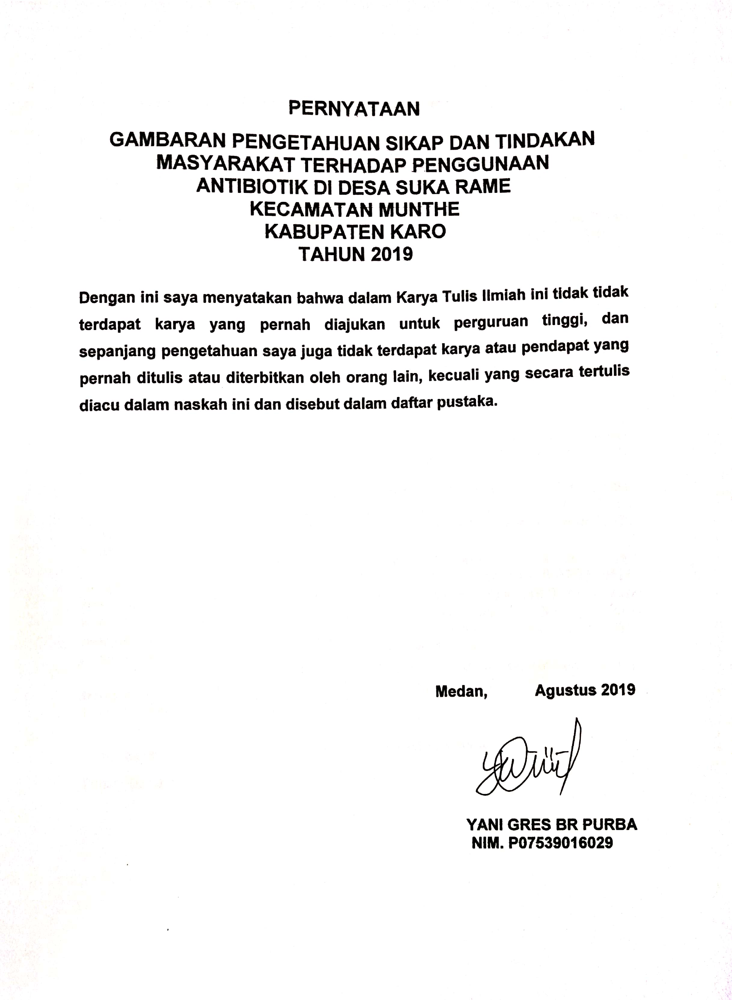 PERNYATAAN
GAMBARAN PENGETAHUAN SIKAP DAN TINDAKAN
MASYARAKAT TERHADAP PENGGUNAAN
ANTIBIOTIK DI DESA SUKA RAME
KECAMATAN MUNTHE
KABUPATEN KARO
TAHUN 2019
Dengan ini saya menyatakan bahwa dalam Karya Tulis Ilmiah ini tidak tidak
terdapat karya yang pernah diajukan untuk perguruan tinggi, dan
sepanjang pengetahuan saya juga tidak terdapat karya atau pendapat yang
pernah ditulis atau diterbitkan oleh orang lain, kecuali yang secara tertulis
diacu dalam naskah ini dan disebut dalam daftar pustaka.
Medan, Agustus 2019
YANI GRES BR PURBA
NIM. P07539016029